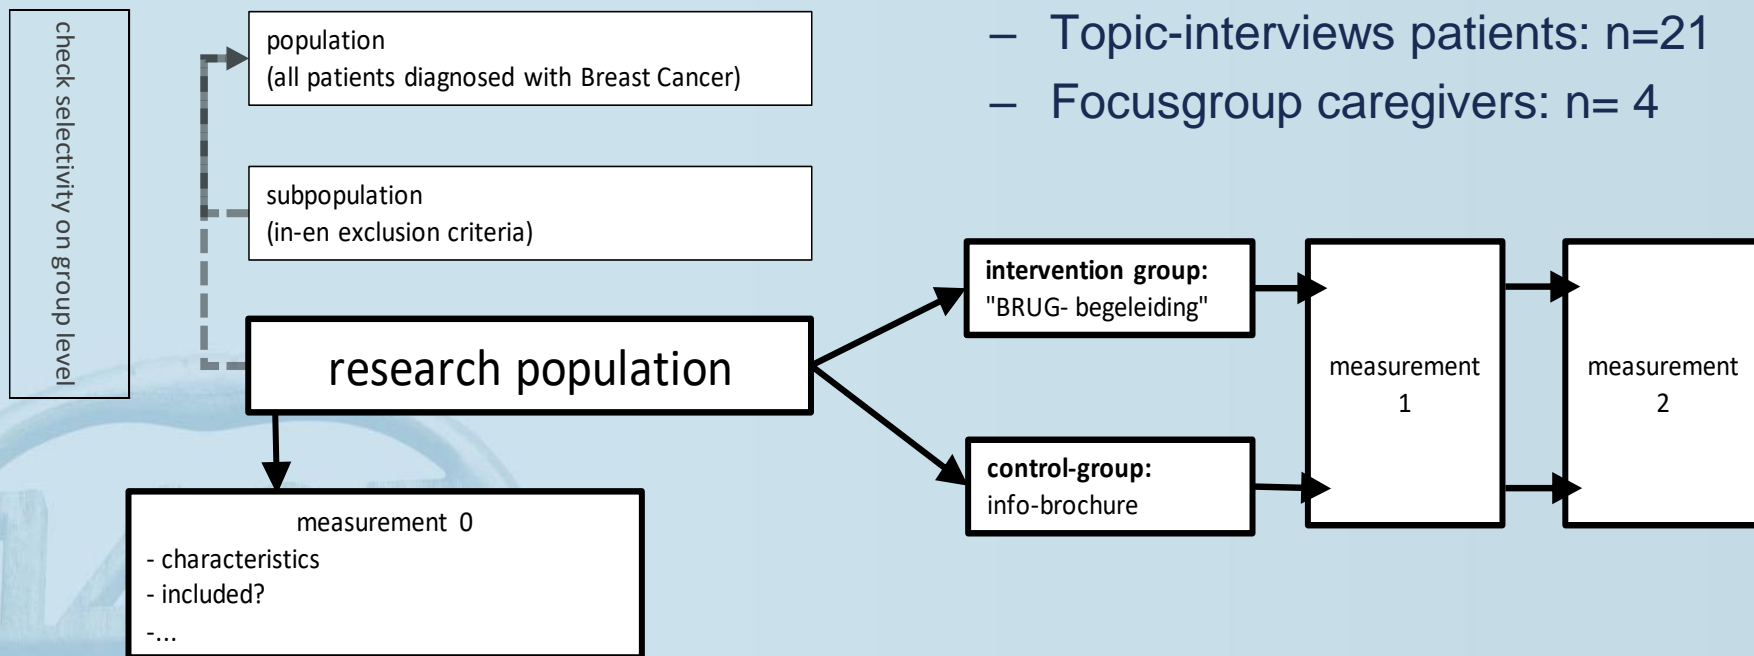 check selectivity on group level
population
(all patients diagnosed with Breast Cancer)
subpopulation
(in-en exclusion criteria)
research population
measurement 0
- characteristics
- included?
-...
– Topic-interviews patients: n=21
– Focusgroup caregivers: n= 4
intervention group:
"BRUG- begeleiding"
control-group:
info-brochure
measurement
1
measurement
2